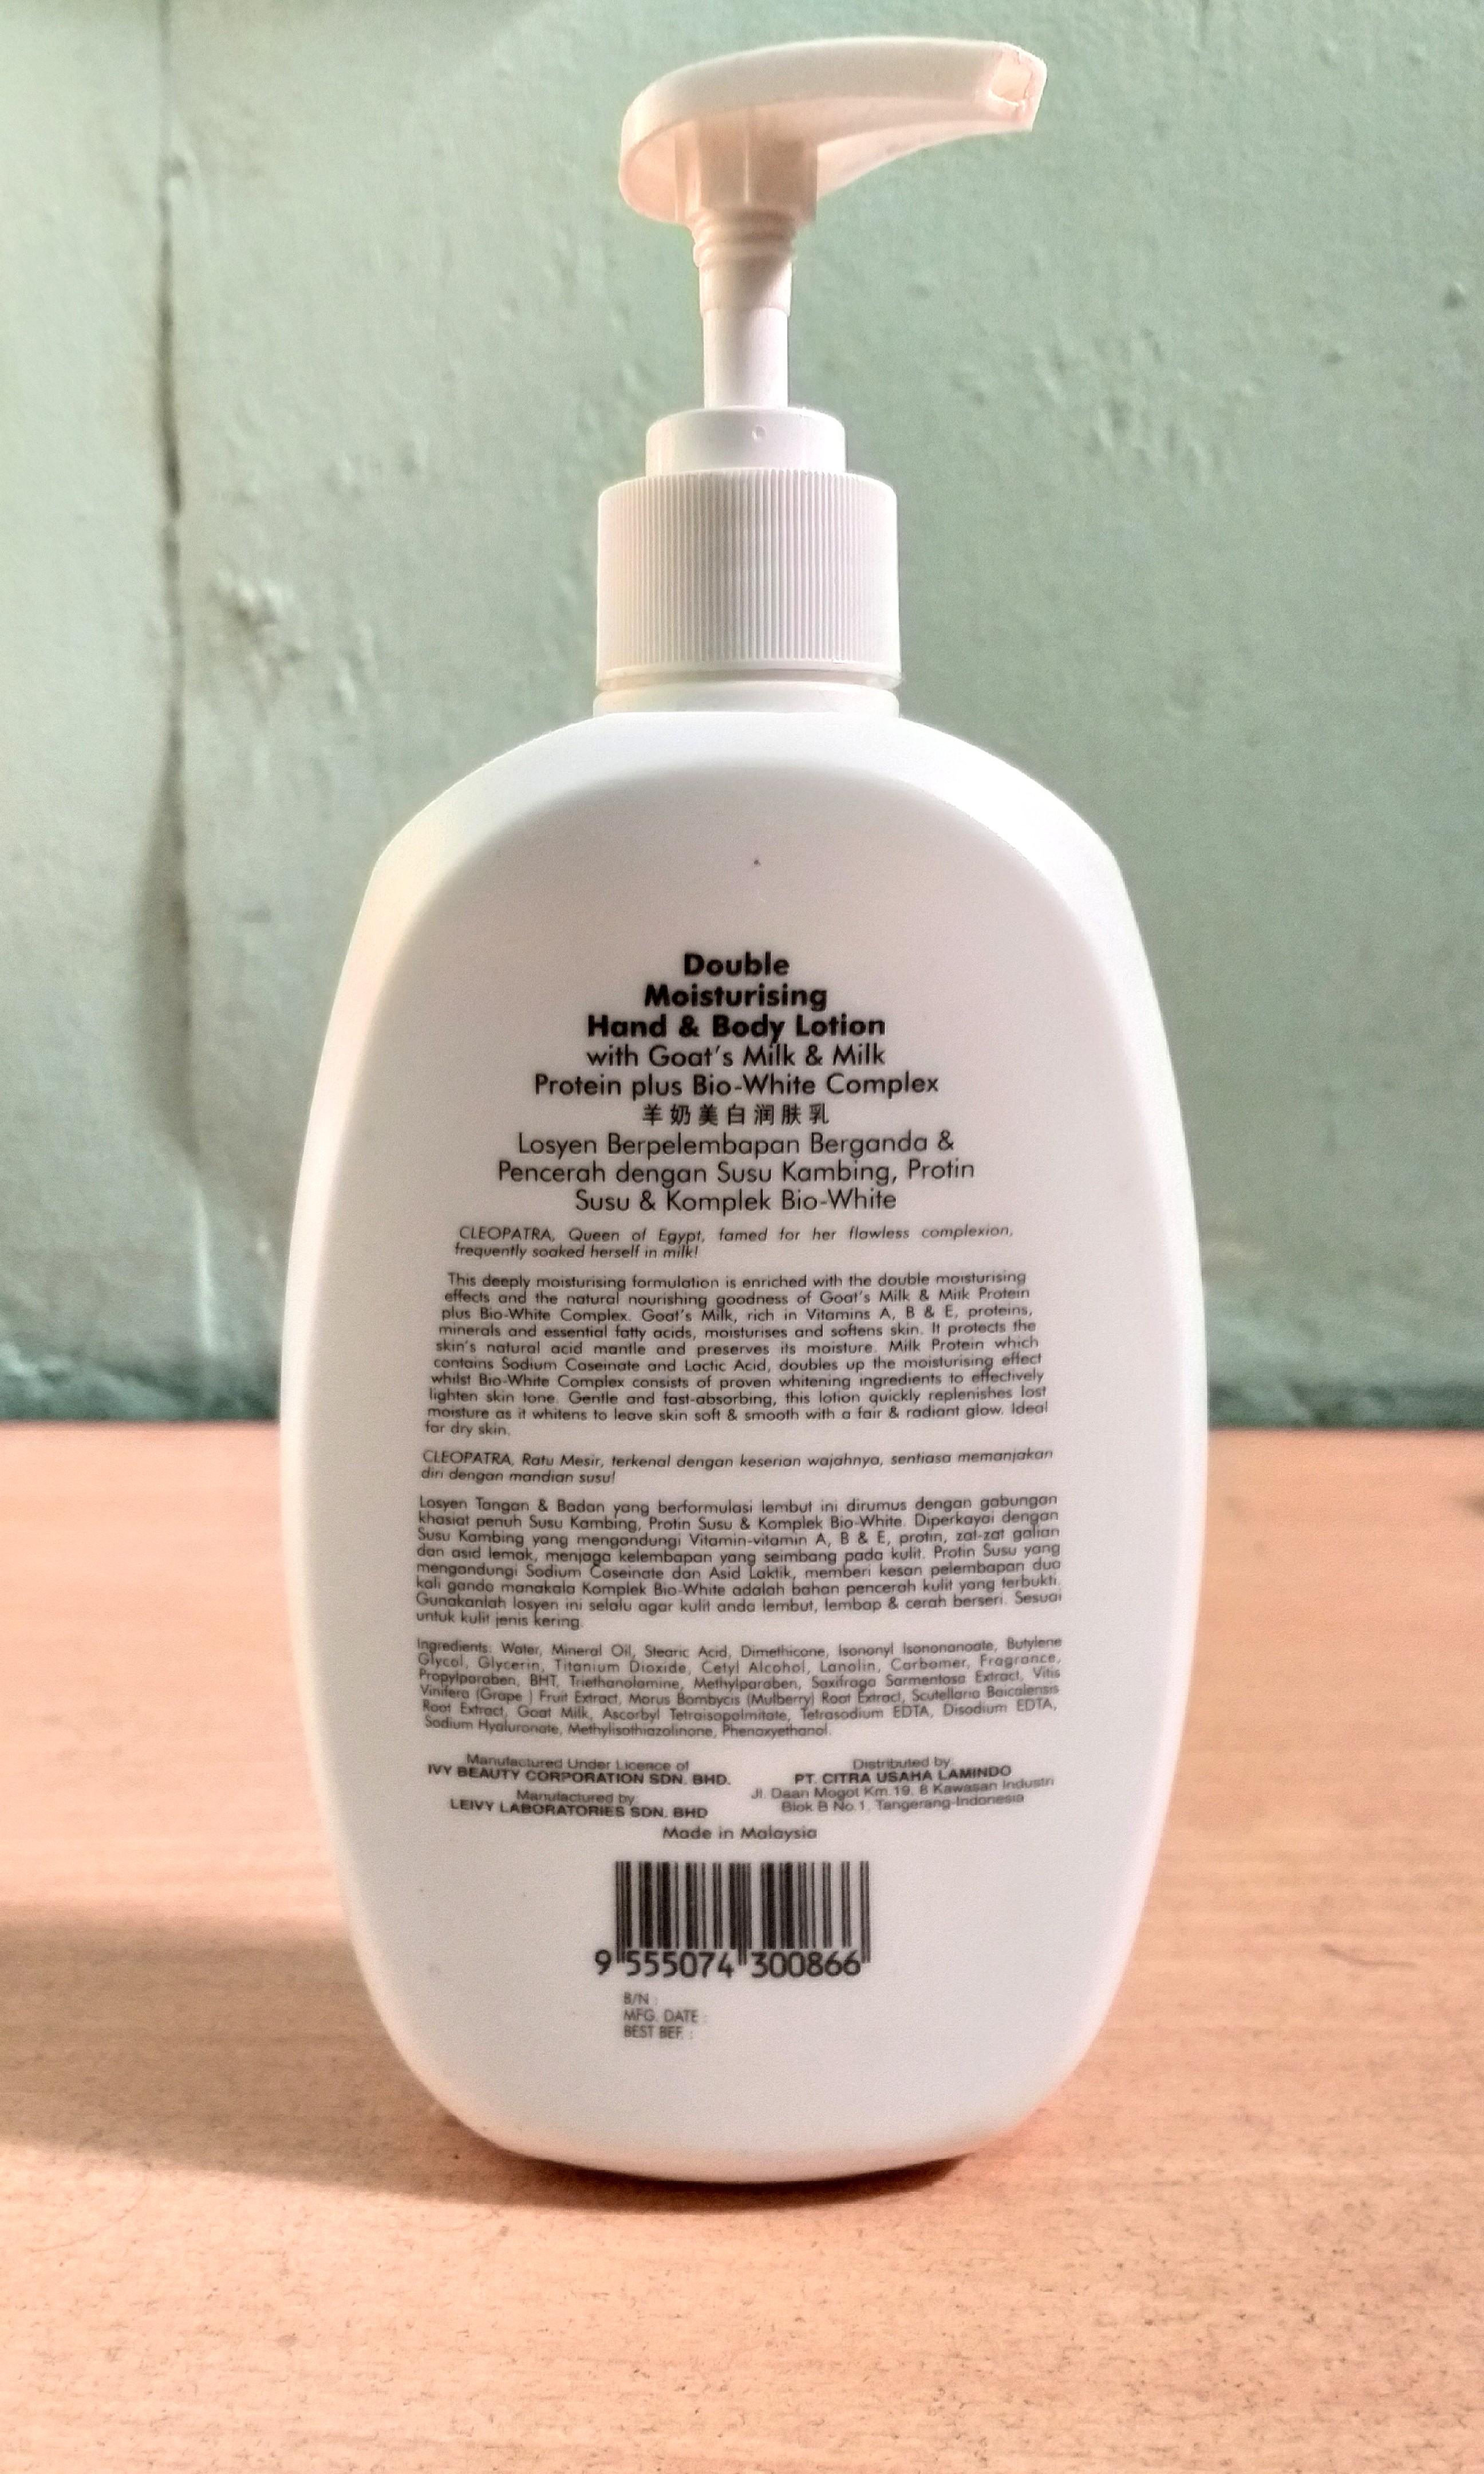 Double
Moisturising
Hand & Body Lotion
with Goat's Milk & Milk
Protein plus Bio-White Complex
羊奶美白润肤乳
Losyen Berpelembapan Berganda &
Pencerah dengan Susu Kambing, Protin
Susu & Komplek Bio-White
CLEOPATRA, Queen of Egypt, famed for her flawless complexion,
frequently soaked herself in milk!
This deeply moisturising formulation is enriched with the double moisturising
effects and the natural nourishing goodness of Goat's Milk & Milk Protein
plus Bio-White Complex. Goat's Milk, rich in Vitamins A, B & E, proteins,
minerals and essential fatty acids, moisturises and softens skin. It protects the
skin's natural acid mantle and preserves its moisture. Milk Protein which
contains Sodium Caseinate and Lactic Acid, doubles up the moisturising effect
whilst Bio-White Complex consists of proven whitening ingredients to effectively
lighten skin tone. Gentle and fast-absorbing, this lotion quickly replenishes lost
moisture as it whitens to leave skin soft & smooth with a fair & radiant glow. Ideal
for dry skin.
CLEOPATRA, Ratu Mesir, terkenal dengan keserian wajahnya, sentiasa memanjakan
diri dengan mandian susu!
Losyen Tangan & Badan yang berformulasi lembut ini dirumus dengan gabungan
khasiat penuh Susu Kambing, Protin Susu & Komplek Bio-White. Diperkayai dengan
Susu Kambing yang mengandungi Vitamin-vitamin A, B & E, protin, zat-zat galian
dan asid lemak, menjaga kelembapan yang seimbang pada kulit. Protin Susu yang
mengandungi Sodium Caseinate dan Asid Laktik, memberi kesan pelembapan dua
kali ganda manakala Komplek Bio-White adalah bahan pencerah kulit yang terbukti.
Gunakanlah losyen ini selalu agar kulit anda lembut, lembap & cerah berseri. Sesuai
untuk kulit jenis kering.
Ingredients: Water, Mineral Oil, Stearic Acid, Dimethicone, Isononyl Isononanoate, Butylene
Glycol, Glycerin, Titanium Dioxide, Cetyl Alcohol, Lanolin, Carbomer, Fragrance,
Propylparaben, BHT, Triethanolamine, Methylparaben, Saxifraga Sarmentosa Extract, Vitis
Vinifera (Grape ) Fruit Extract, Morus Bombycis (Mulberry) Root Extract, Scutellaria Baicalensis
Root Extract, Goat Milk, Ascorbyl Tetraisopalmitate, Tetrasodium EDTA, Disodium EDTA,
Sodium Hyaluronate, Methylisothiazolinone, Phenoxyethanol.
Manufactured Under Licence of
IVY BEAUTY CORPORATION SDN. BHD.
Manufactured by:
LEIVY LABORATORIES SDN. BHD
Distributed by:
PT. CITRA USAHA LAMINDO
Jl. Daan Mogot Km.19, 8 Kawasan Industri
Blok B No.1, Tangerang-Indonesia
Made in Malaysia
9 555074 300866
B/N :
MFG. DATE :
BEST BEF. :